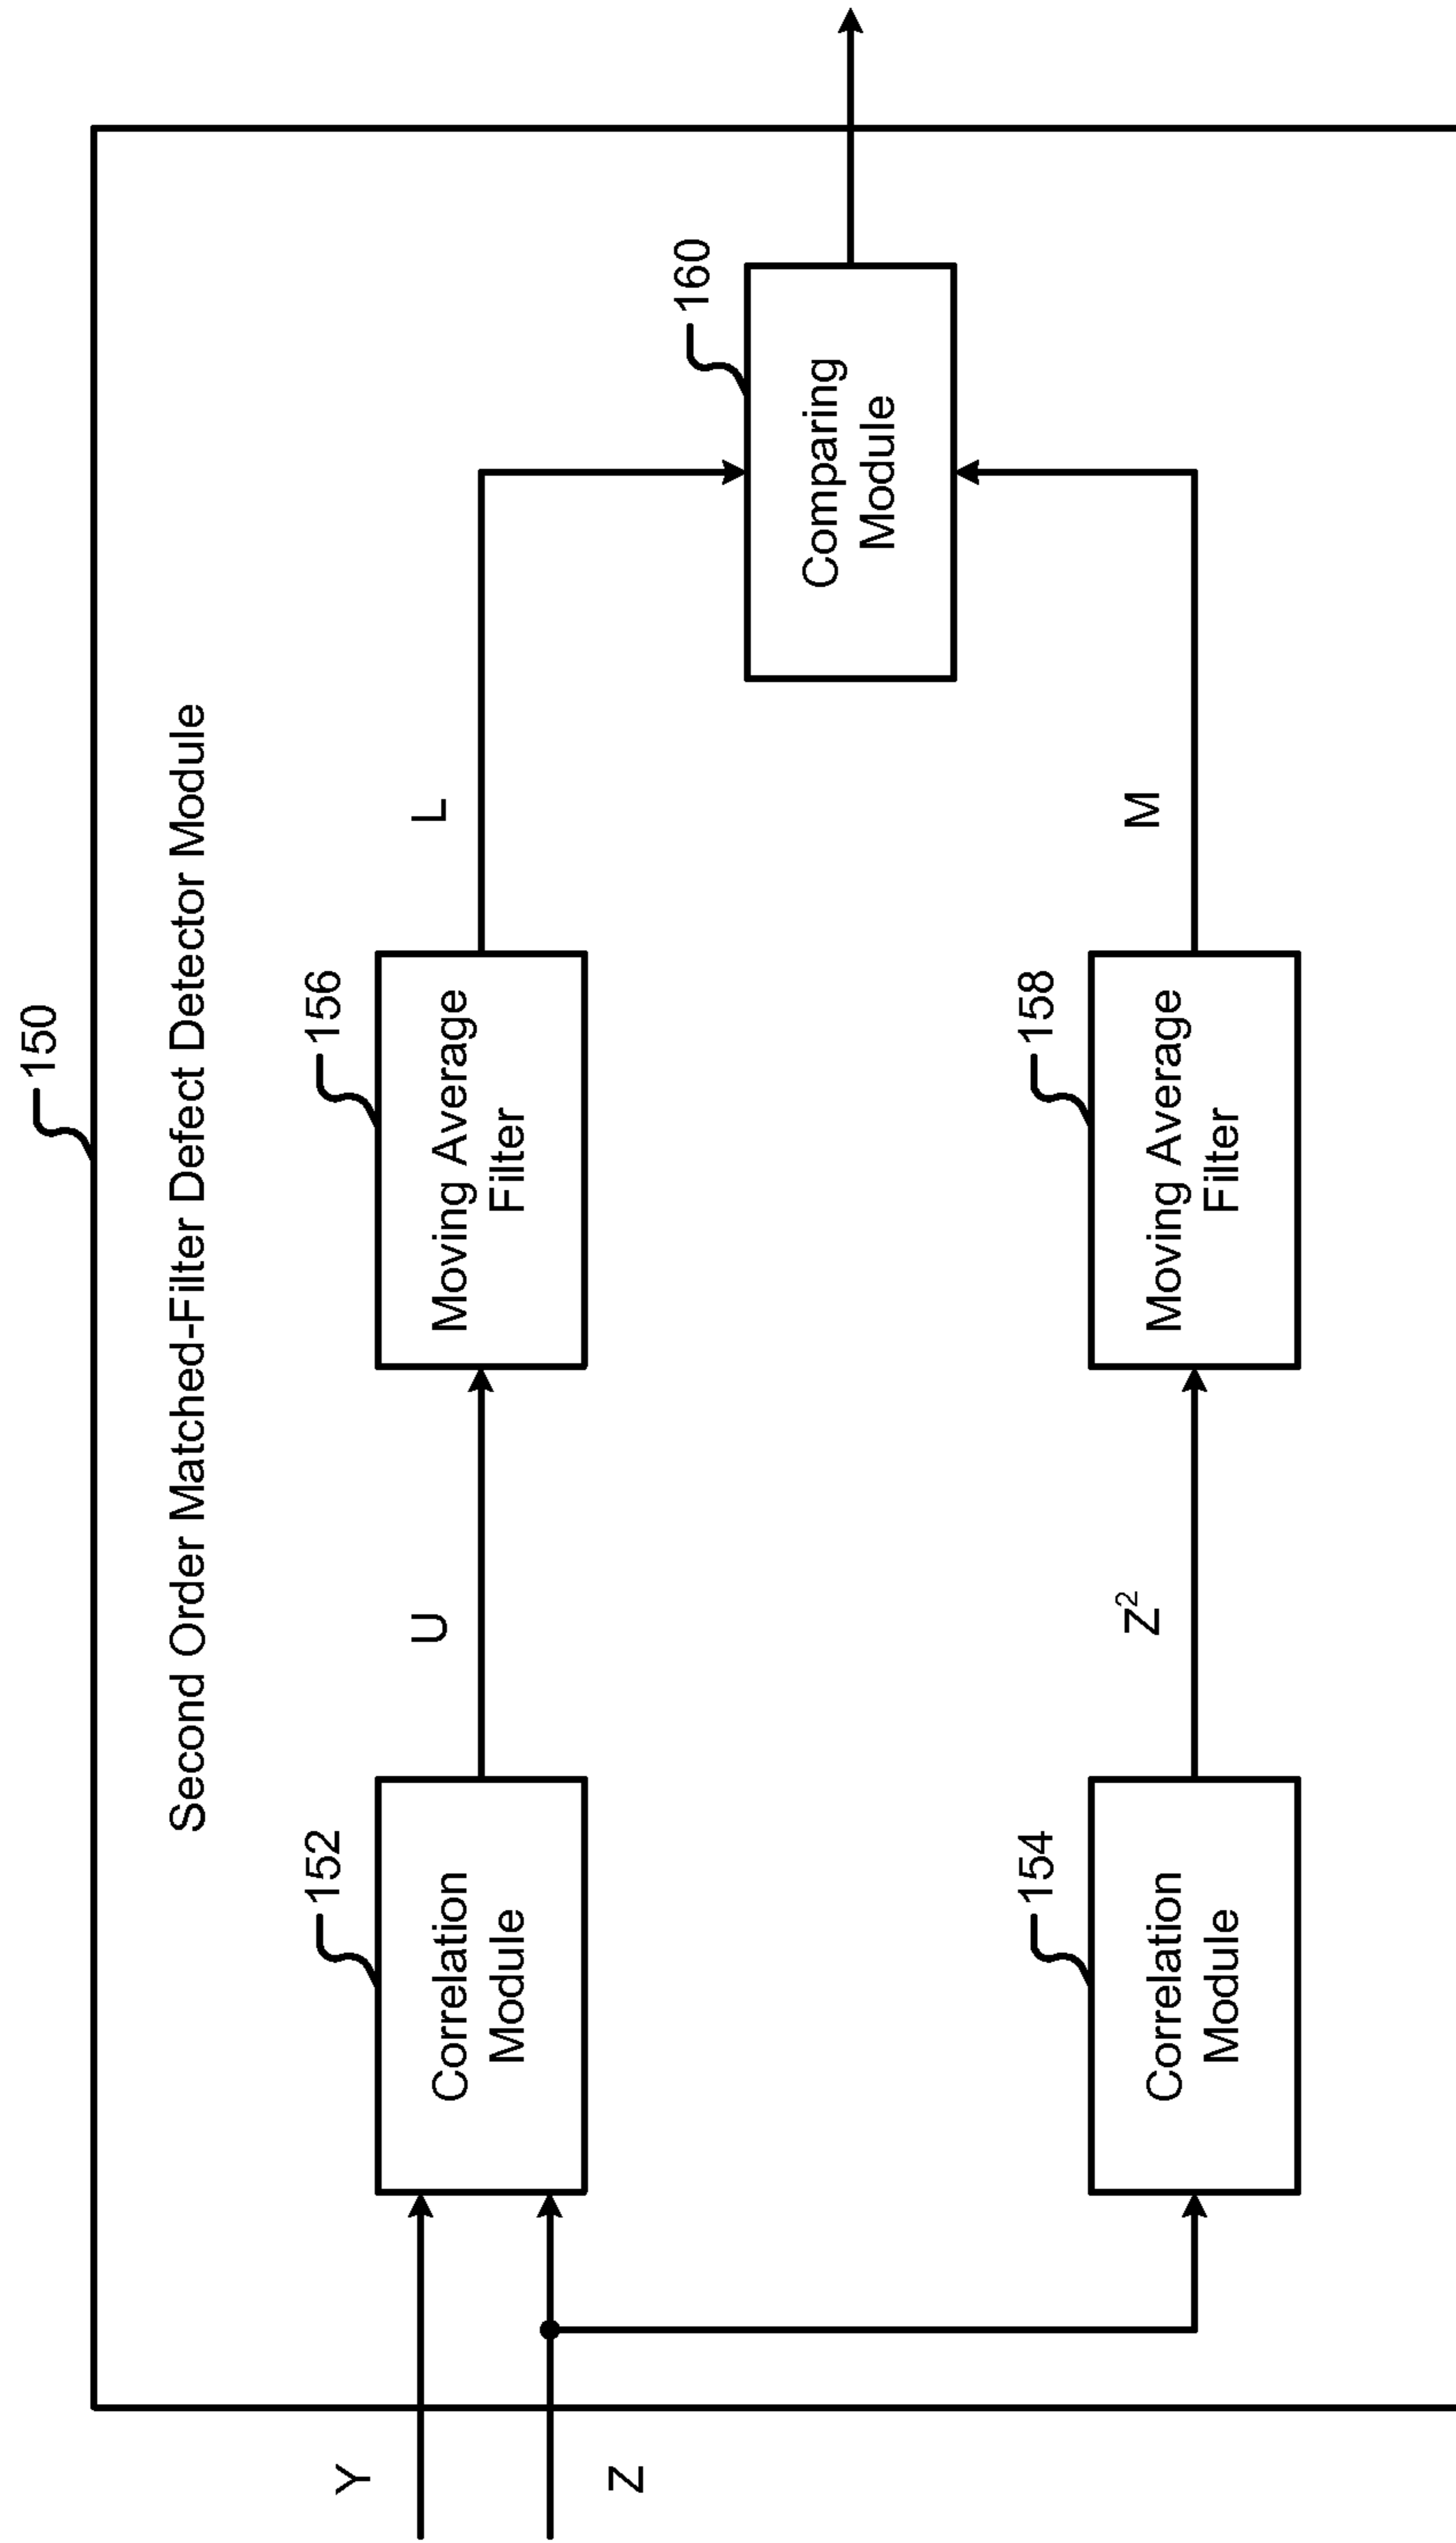 150
Second Order Matched-Filter Defect Detector Module
Y
Z
152
Correlation
Module
U
156
Moving Average
Filter
L
160
Comparing
Module
154
Correlation
Module
Z²
158
Moving Average
Filter
M